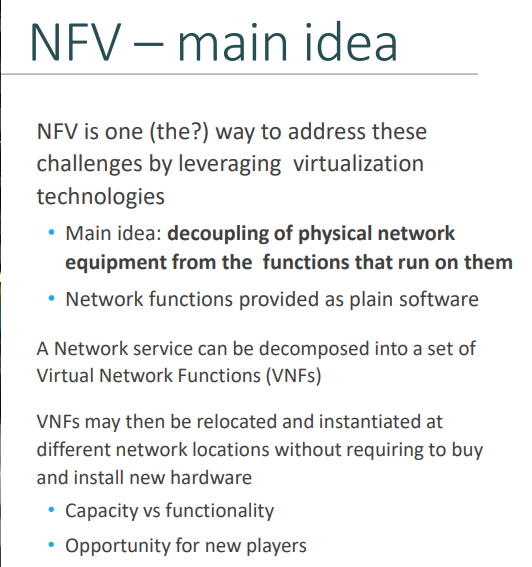 NFV – main idea
NFV is one (the?) way to address these
challenges by leveraging  virtualization
technologies
• Main idea: decoupling of physical network
equipment from the  functions that run on them
• Network functions provided as plain software
A Network service can be decomposed into a set of
Virtual Network Functions (VNFs)
VNFs may then be relocated and instantiated at
different network locations without requiring to buy
and install new hardware
• Capacity vs functionality
• Opportunity for new players